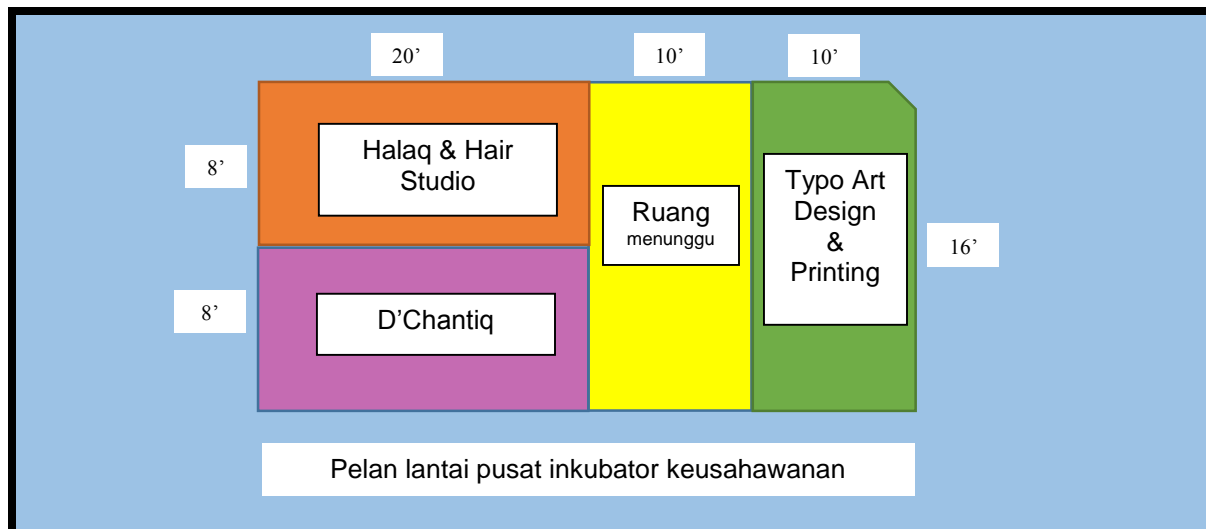 20’
10’
10’
8’
Halaq & Hair
Studio
Ruang
menunggu
Typo Art
Design
&
Printing
16’
8’
D’Chantiq
Pelan lantai pusat inkubator keusahawanan